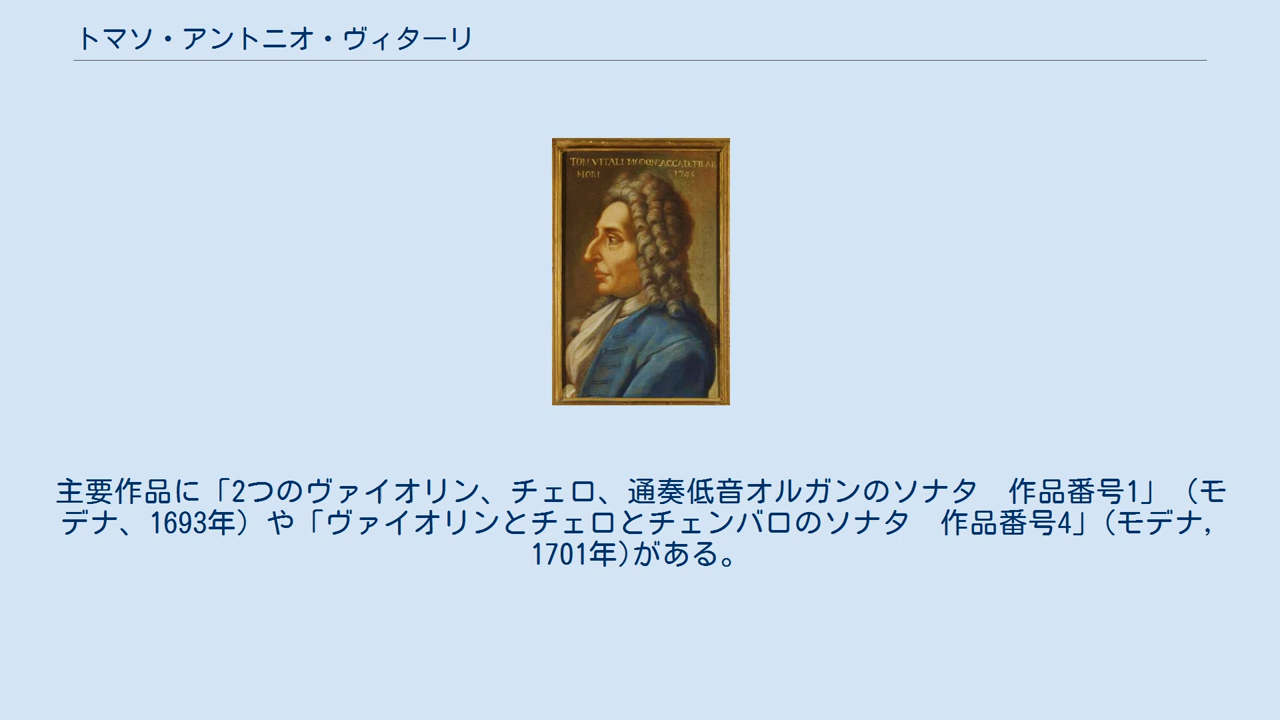 トマソ・アントニオ・ヴィターリ
TOM VITALI MODON ACCAD FILAR
MORI 1745
主要作品に「2つのヴァイオリン、チェロ、通奏低音オルガンのソナタ　作品番号1」（モ
デナ、1693年）や「ヴァイオリンとチェロとチェンバロのソナタ　作品番号4」(モデナ,
1701年)がある。